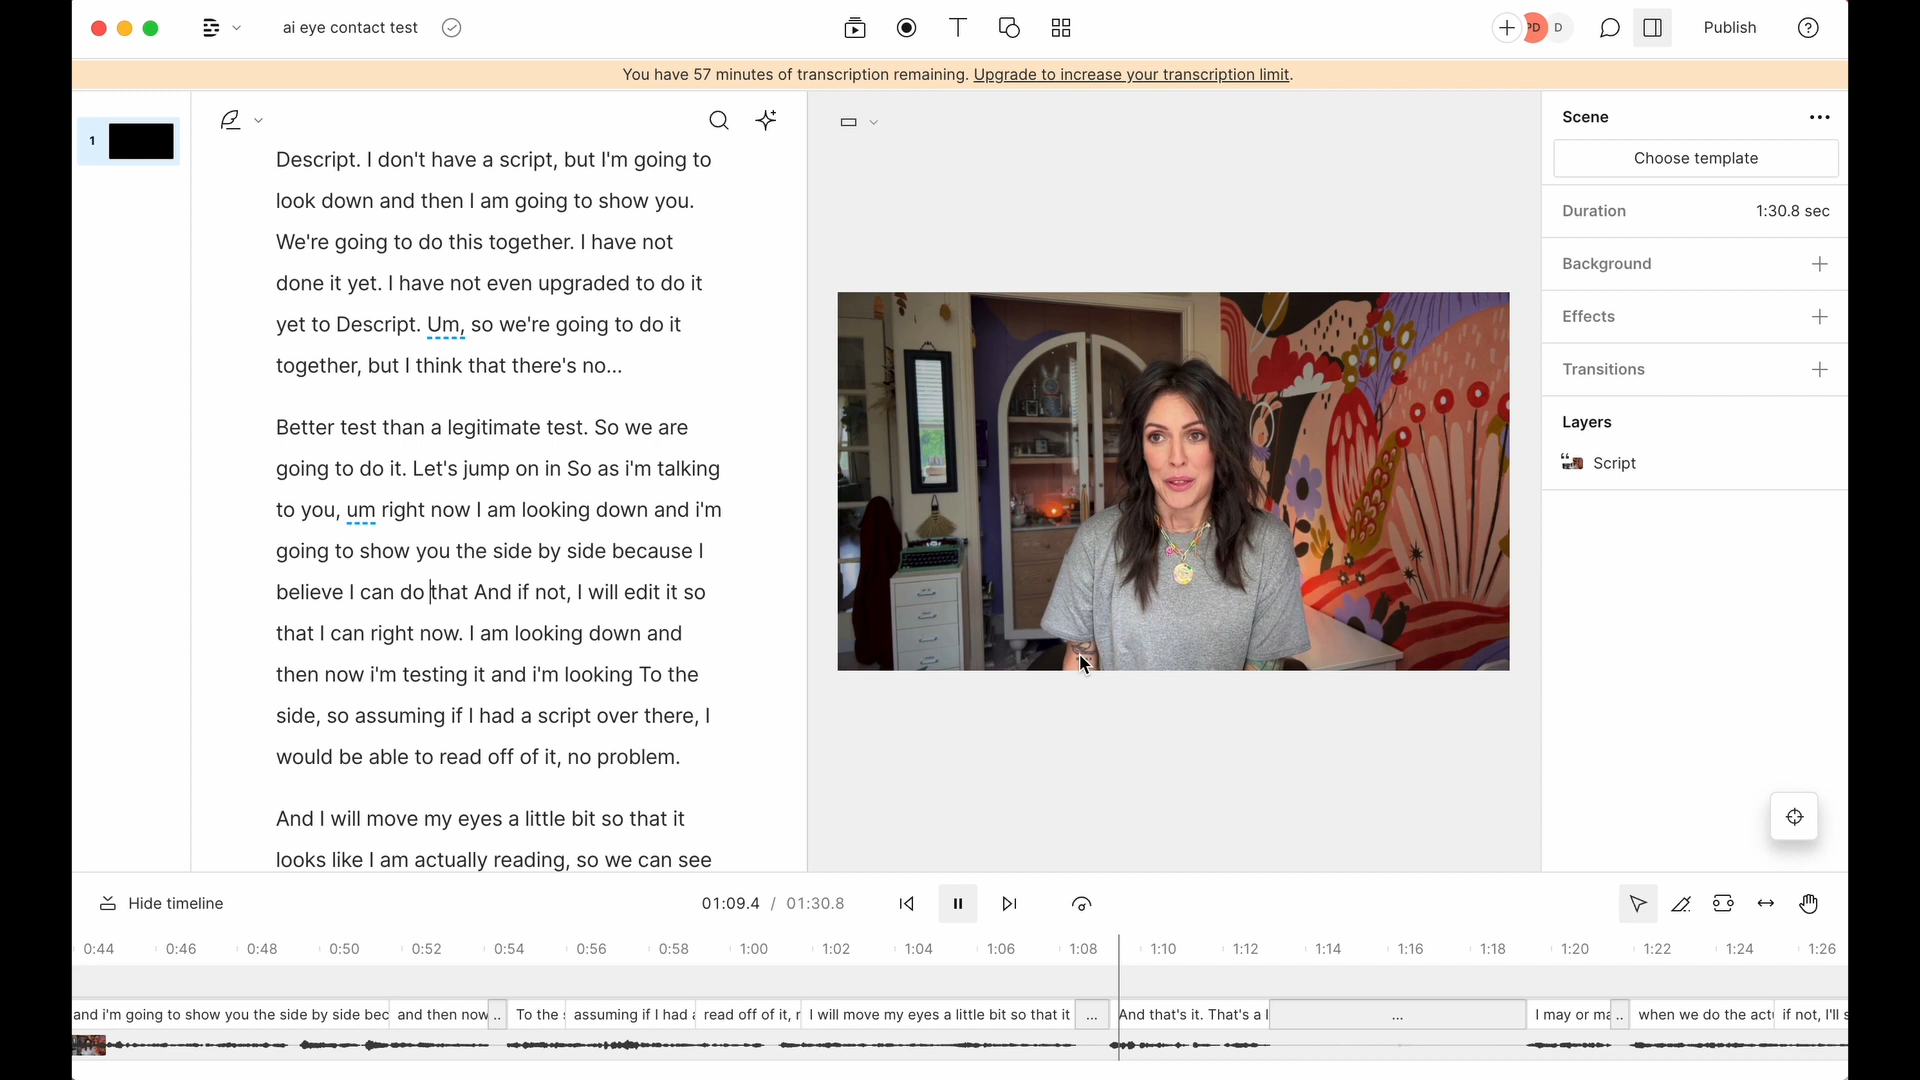 ai eye contact test
PD
D
Publish
You have 57 minutes of transcription remaining. Upgrade to increase your transcription limit.
1
Descript. I don't have a script, but I'm going to
look down and then I am going to show you.
We're going to do this together. I have not
done it yet. I have not even upgraded to do it
yet to Descript. Um, so we're going to do it
together, but I think that there's no...
Better test than a legitimate test. So we are
going to do it. Let's jump on in So as i'm talking
to you, um right now I am looking down and i'm
going to show you the side by side because I
believe I can do that And if not, I will edit it so
that I can right now. I am looking down and
then now i'm testing it and i'm looking To the
side, so assuming if I had a script over there, I
would be able to read off of it, no problem.
And I will move my eyes a little bit so that it
looks like I am actually reading, so we can see
Scene
Choose template
Duration 1:30.8 sec
Background
Effects
Transitions
Layers
Script
Hide timeline
01:09.4 / 01:30.8
0:44 0:46 0:48 0:50 0:52 0:54 0:56 0:58 1:00 1:02 1:04 1:06 1:08 1:10 1:12 1:14 1:16 1:18 1:20 1:22 1:24 1:26
and i'm going to show you the side by side bec and then now .. To the s assuming if I had a read off of it, r I will move my eyes a little bit so that it ... And that's it. That's a l ... I may or ma .. when we do the actu if not, I'll s